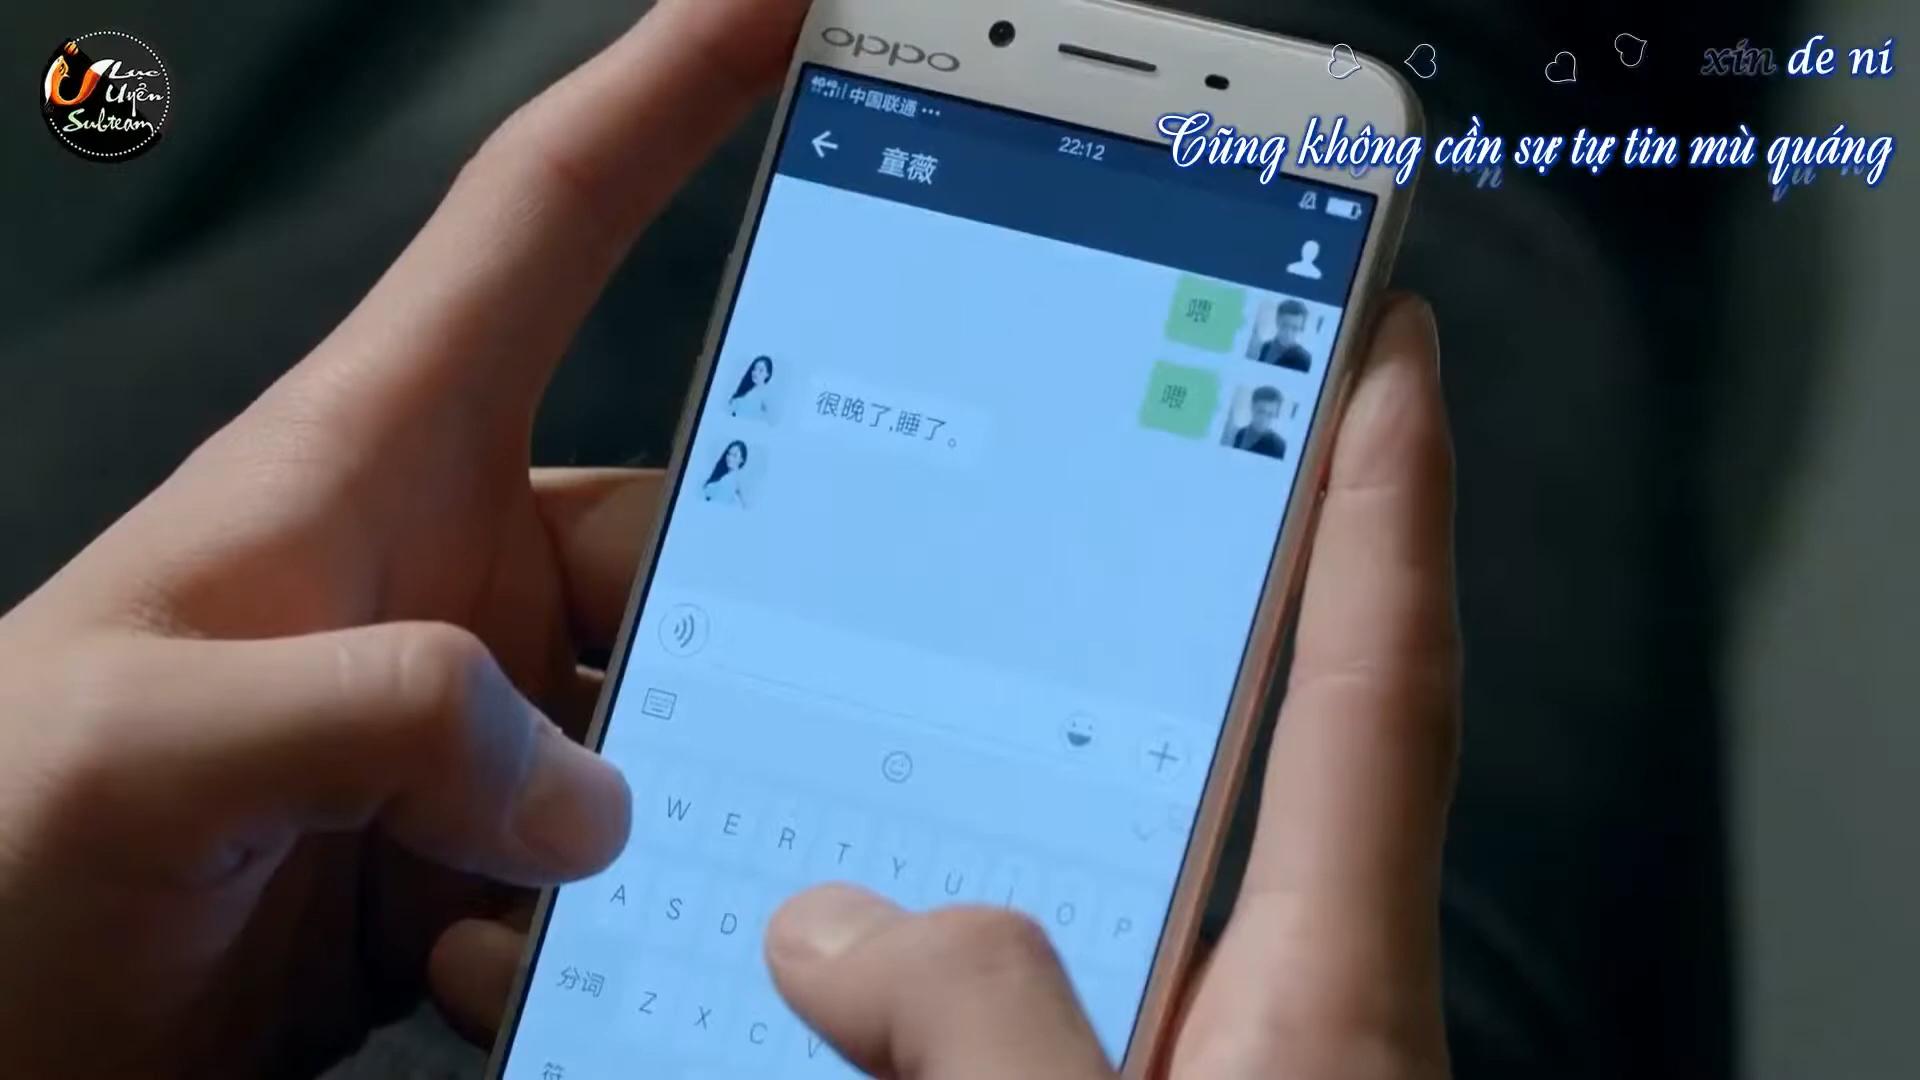 Lục
Uyển
Subteam
oppo
xin de ni
Cũng không cần sự tự tin mù quáng
中国联通 ...
22:12
童薇
喂
喂
很晚了,睡了。
W E R T Y U I O P
A S D
分词 Z X C V
符